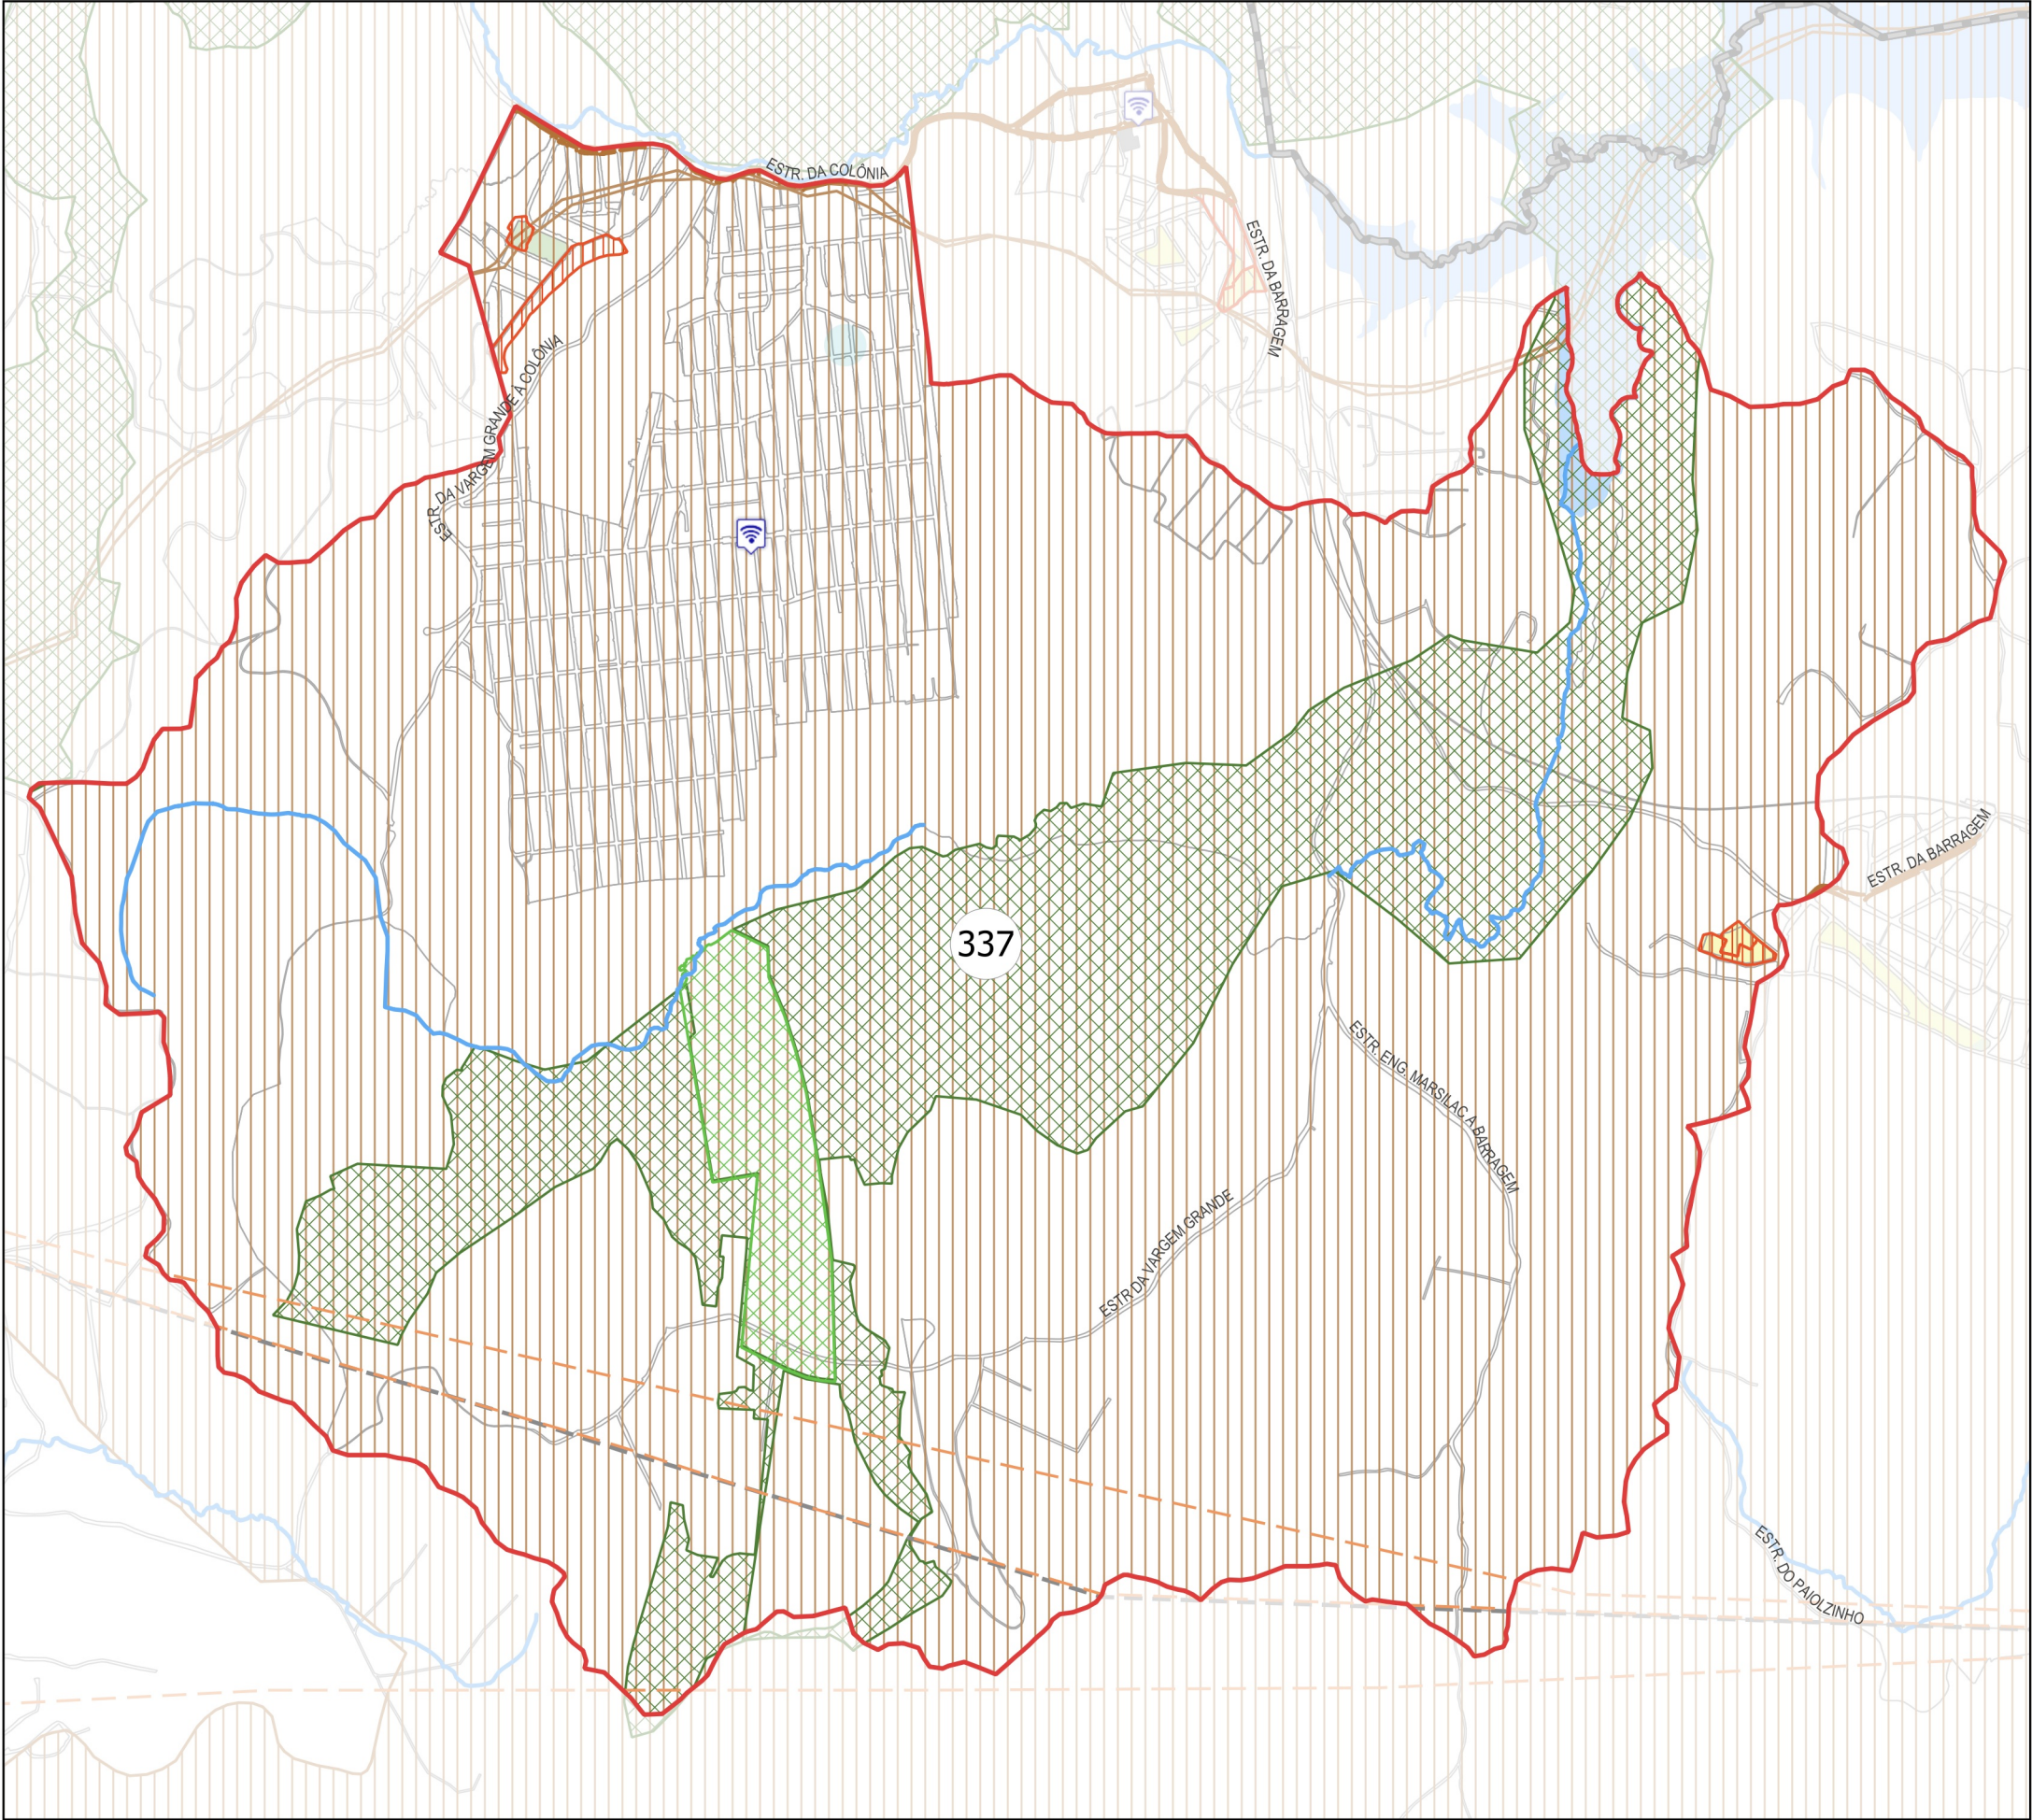 ESTR. DA COLÔNIA
ESTR. DA BARRAGEM
ESTR. DA VARGEM GRANDE À COLÔNIA
ESTR. DA BARRAGEM
337
ESTR. ENG. MARSILAC A BARRAGEM
ESTR DA VARGEM GRANDE
ESTR. DO PAIOLZINHO